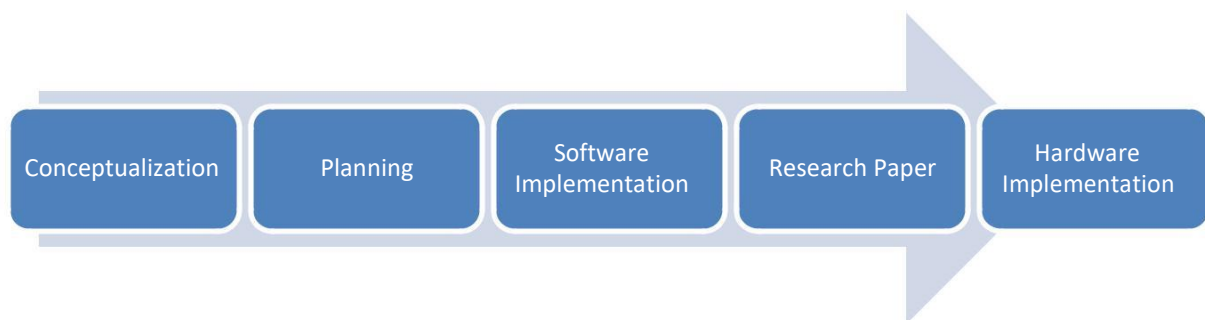 Conceptualization
Planning
Software
Implementation
Research Paper
Hardware
Implementation